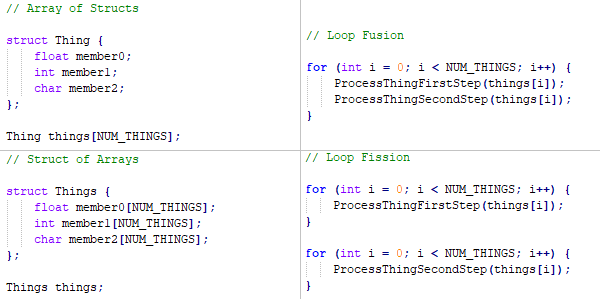 // Array of Structs
struct Thing {
float member0;
int member1;
char member2;
};
Thing things[NUM_THINGS];
// Loop Fusion
for (int i = 0; i < NUM_THINGS; i++) {
ProcessThingFirstStep(things[i]);
ProcessThingSecondStep(things[i]);
}
// Struct of Arrays
struct Things {
float member0[NUM_THINGS];
int member1[NUM_THINGS];
char member2[NUM_THINGS];
};
Things things;
// Loop Fission
for (int i = 0; i < NUM_THINGS; i++) {
ProcessThingFirstStep(things[i]);
}
for (int i = 0; i < NUM_THINGS; i++) {
ProcessThingSecondStep(things[i]);
}